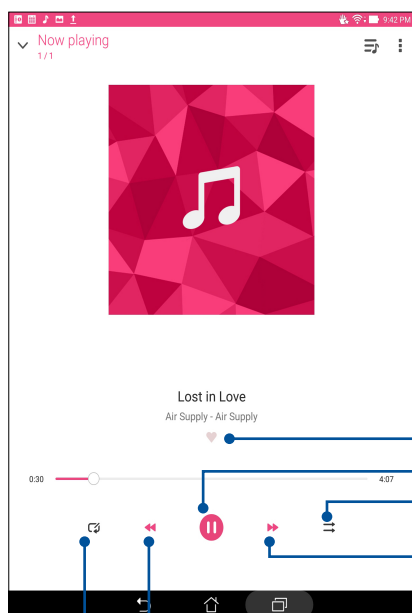 9:42 PM
Now playing
1/1
Lost in Love
Air Supply - Air Supply
0:30
4:07